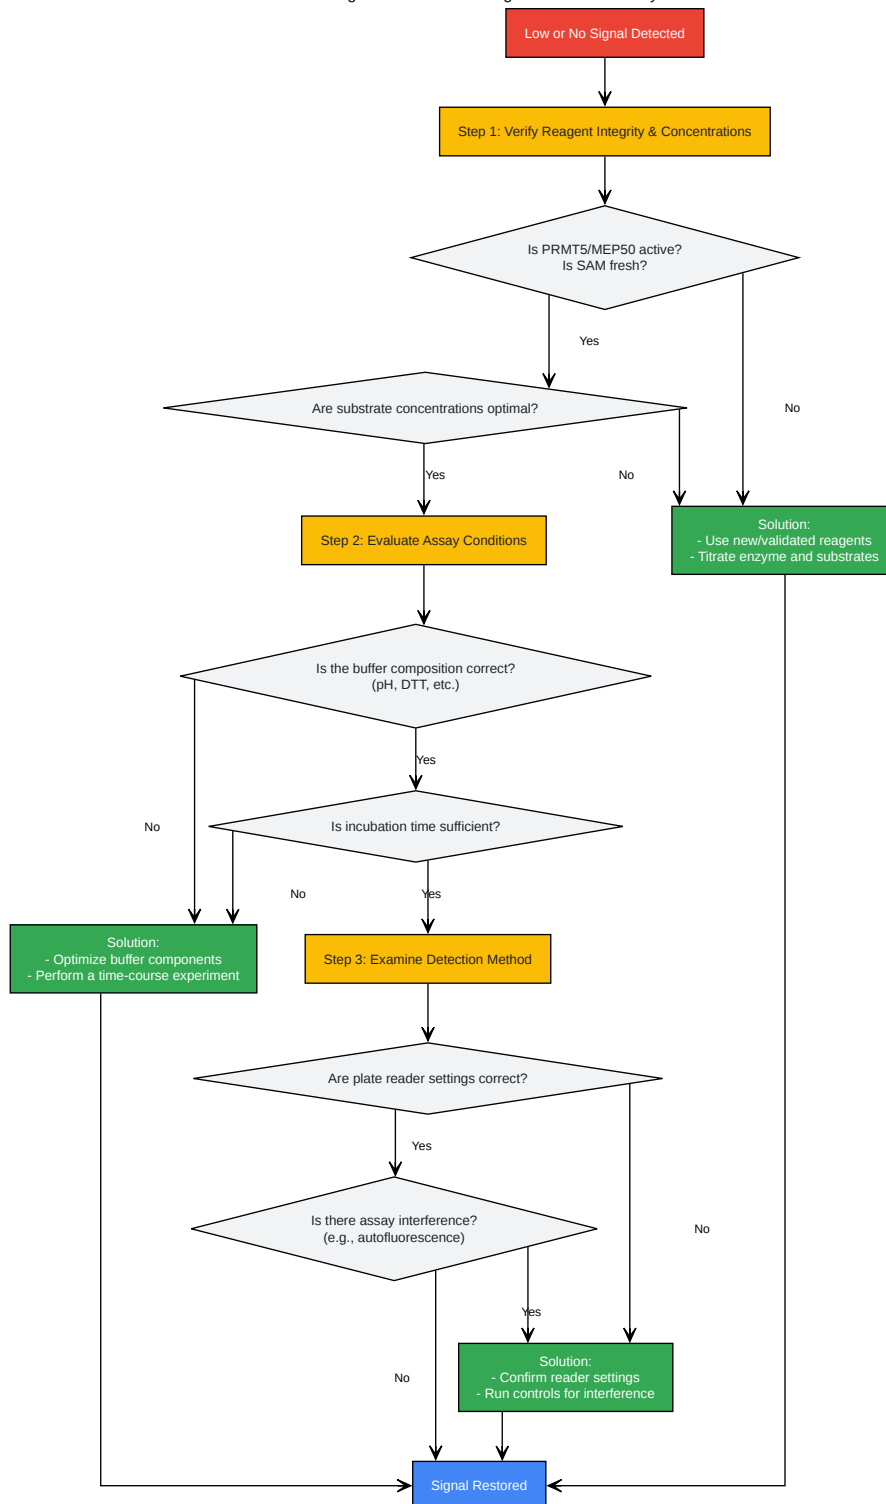 Low or No Signal Detected
Step 1: Verify Reagent Integrity & Concentrations
Is PRMT5/MEP50 active?
Is SAM fresh?
Yes
Are substrate concentrations optimal?
No
Yes
No
Step 2: Evaluate Assay Conditions
Solution:
- Use new/validated reagents
- Titrate enzyme and substrates
Is the buffer composition correct?
(pH, DTT, etc.)
Yes
No
Is incubation time sufficient?
No
Yes
Solution:
- Optimize buffer components
- Perform a time-course experiment
Step 3: Examine Detection Method
Are plate reader settings correct?
Yes
Is there assay interference?
(e.g., autofluorescence)
No
Yes
Solution:
- Confirm reader settings
- Run controls for interference
No
Signal Restored